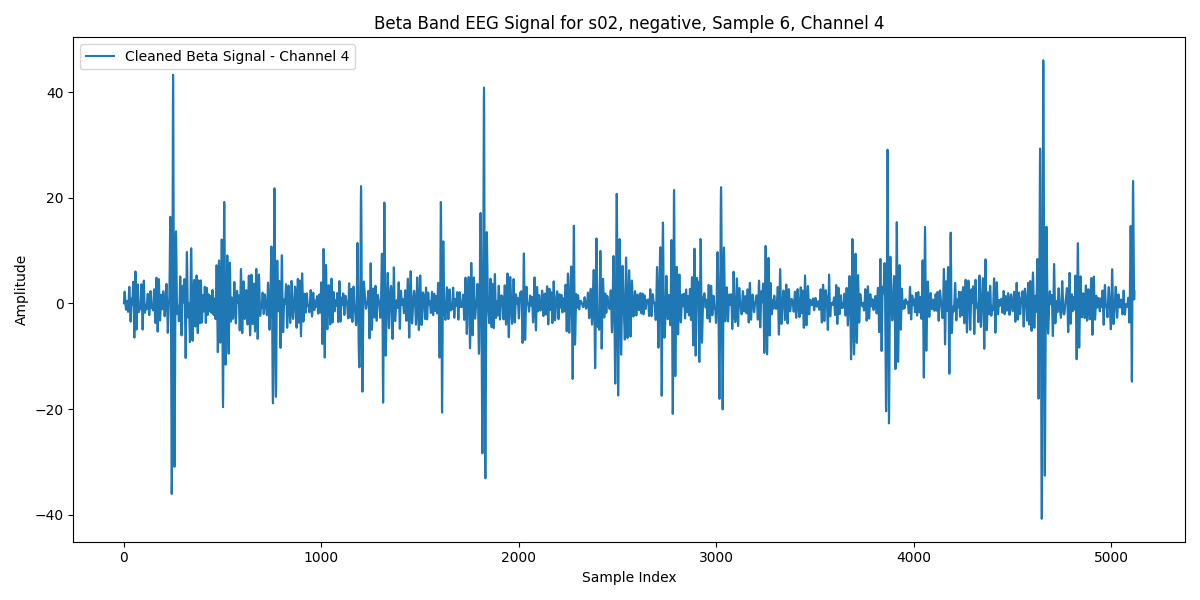 Beta Band EEG Signal for s02, negative, Sample 6, Channel 4
Cleaned Beta Signal - Channel 4
Amplitude
40
20
0
−20
−40
0 1000 2000 3000 4000 5000
Sample Index